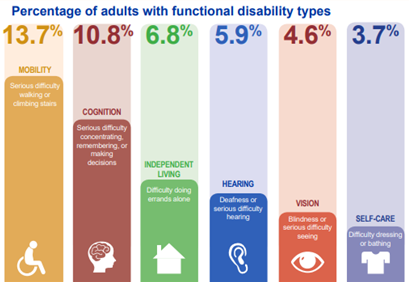 Percentage of adults with functional disability types
13.7%
MOBILITY
Serious difficulty
walking or
climbing stairs
10.8%
COGNITION
Serious difficulty
concentrating,
remembering, or
making
decisions
6.8%
INDEPENDENT
LIVING
Difficulty doing
errands alone
5.9%
HEARING
Deafness or
serious difficulty
hearing
4.6%
VISION
Blindness or
serious difficulty
seeing
3.7%
SELF-CARE
Difficulty dressing
or bathing